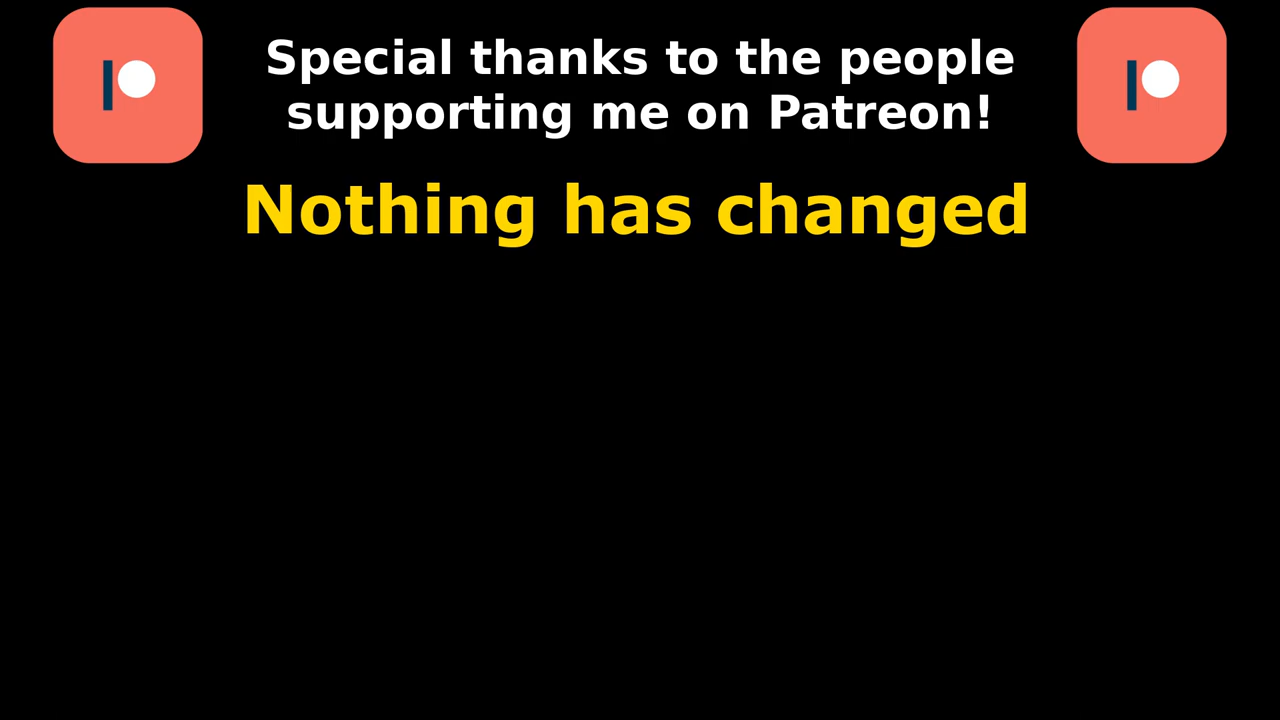 Special thanks to the people
supporting me on Patreon!
Nothing has changed